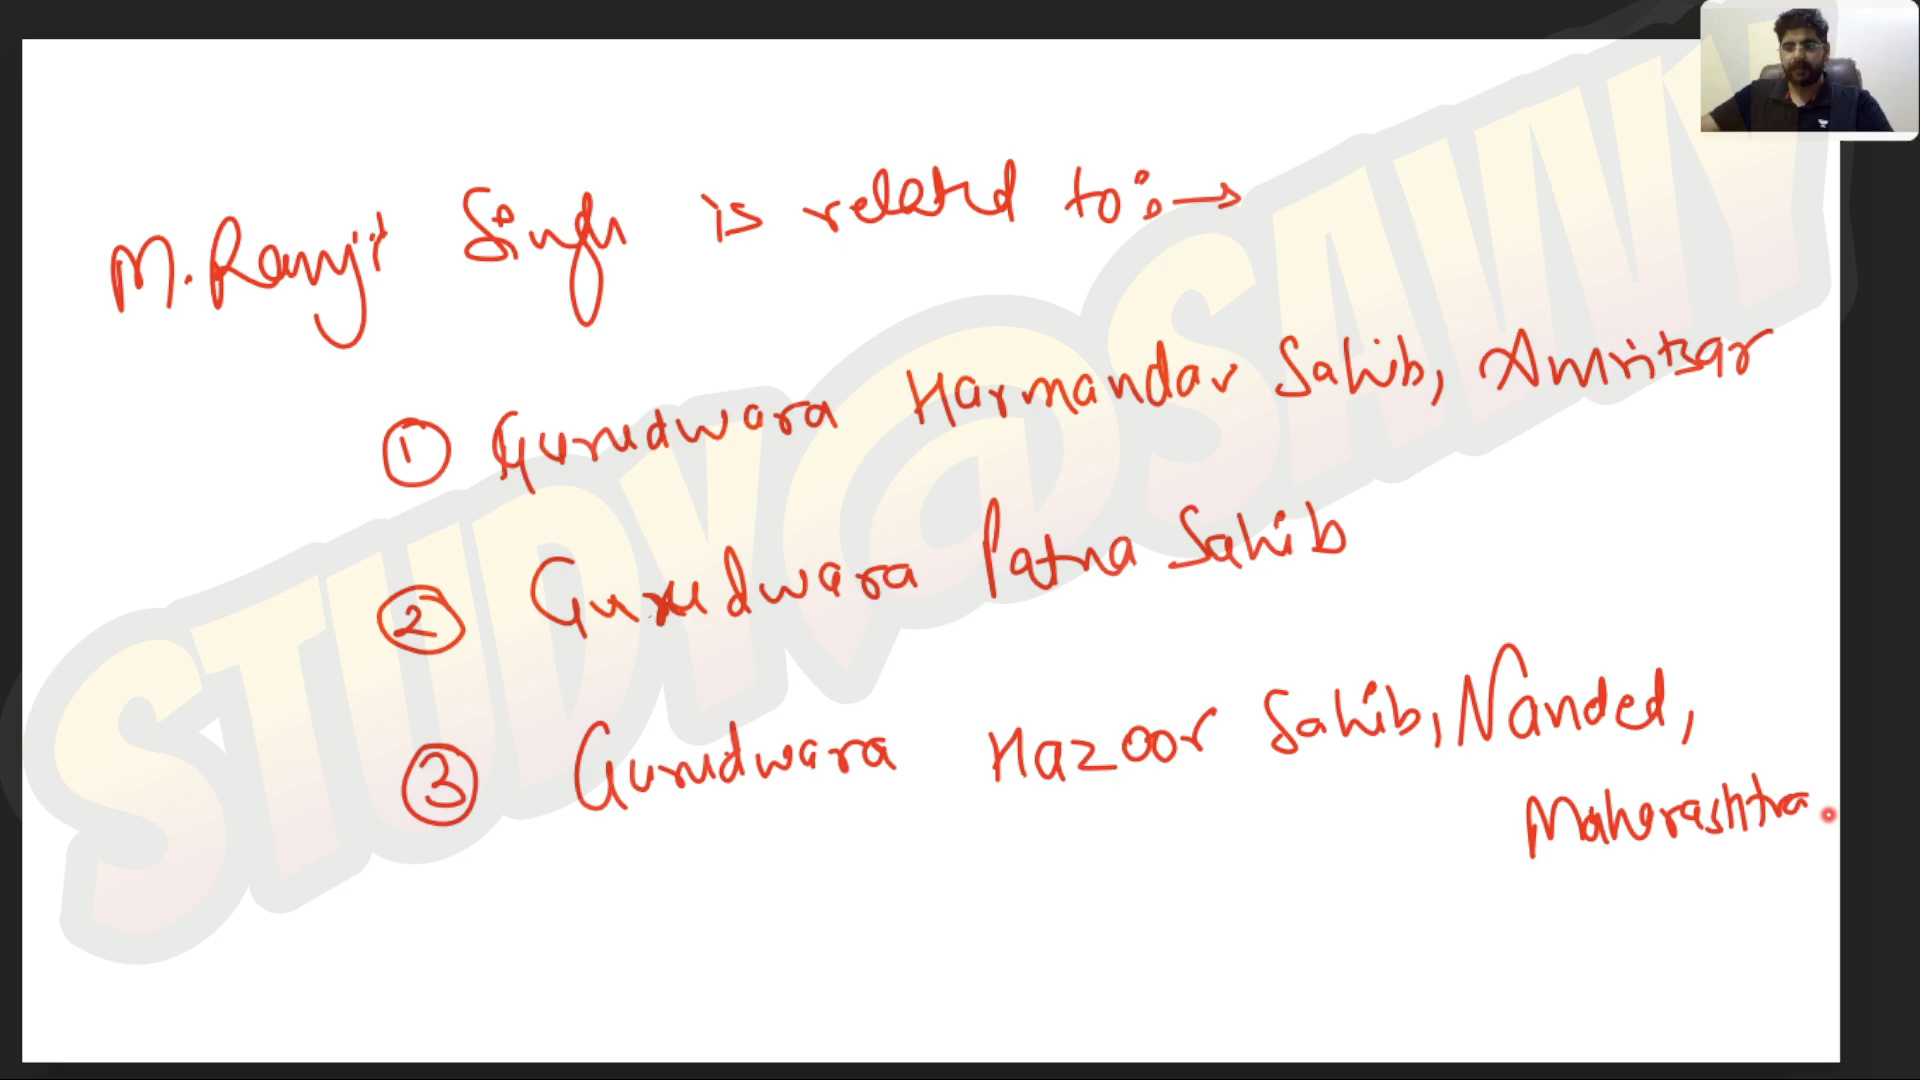 M. Ranjit Singh is related to:→
① Gurudwara Harmandar Sahib, Amritsar
② Gurudwara Patna Sahib
③ Gurudwara Hazoor Sahib, Nanded,
Maharashtra
STUDY@SAVVY